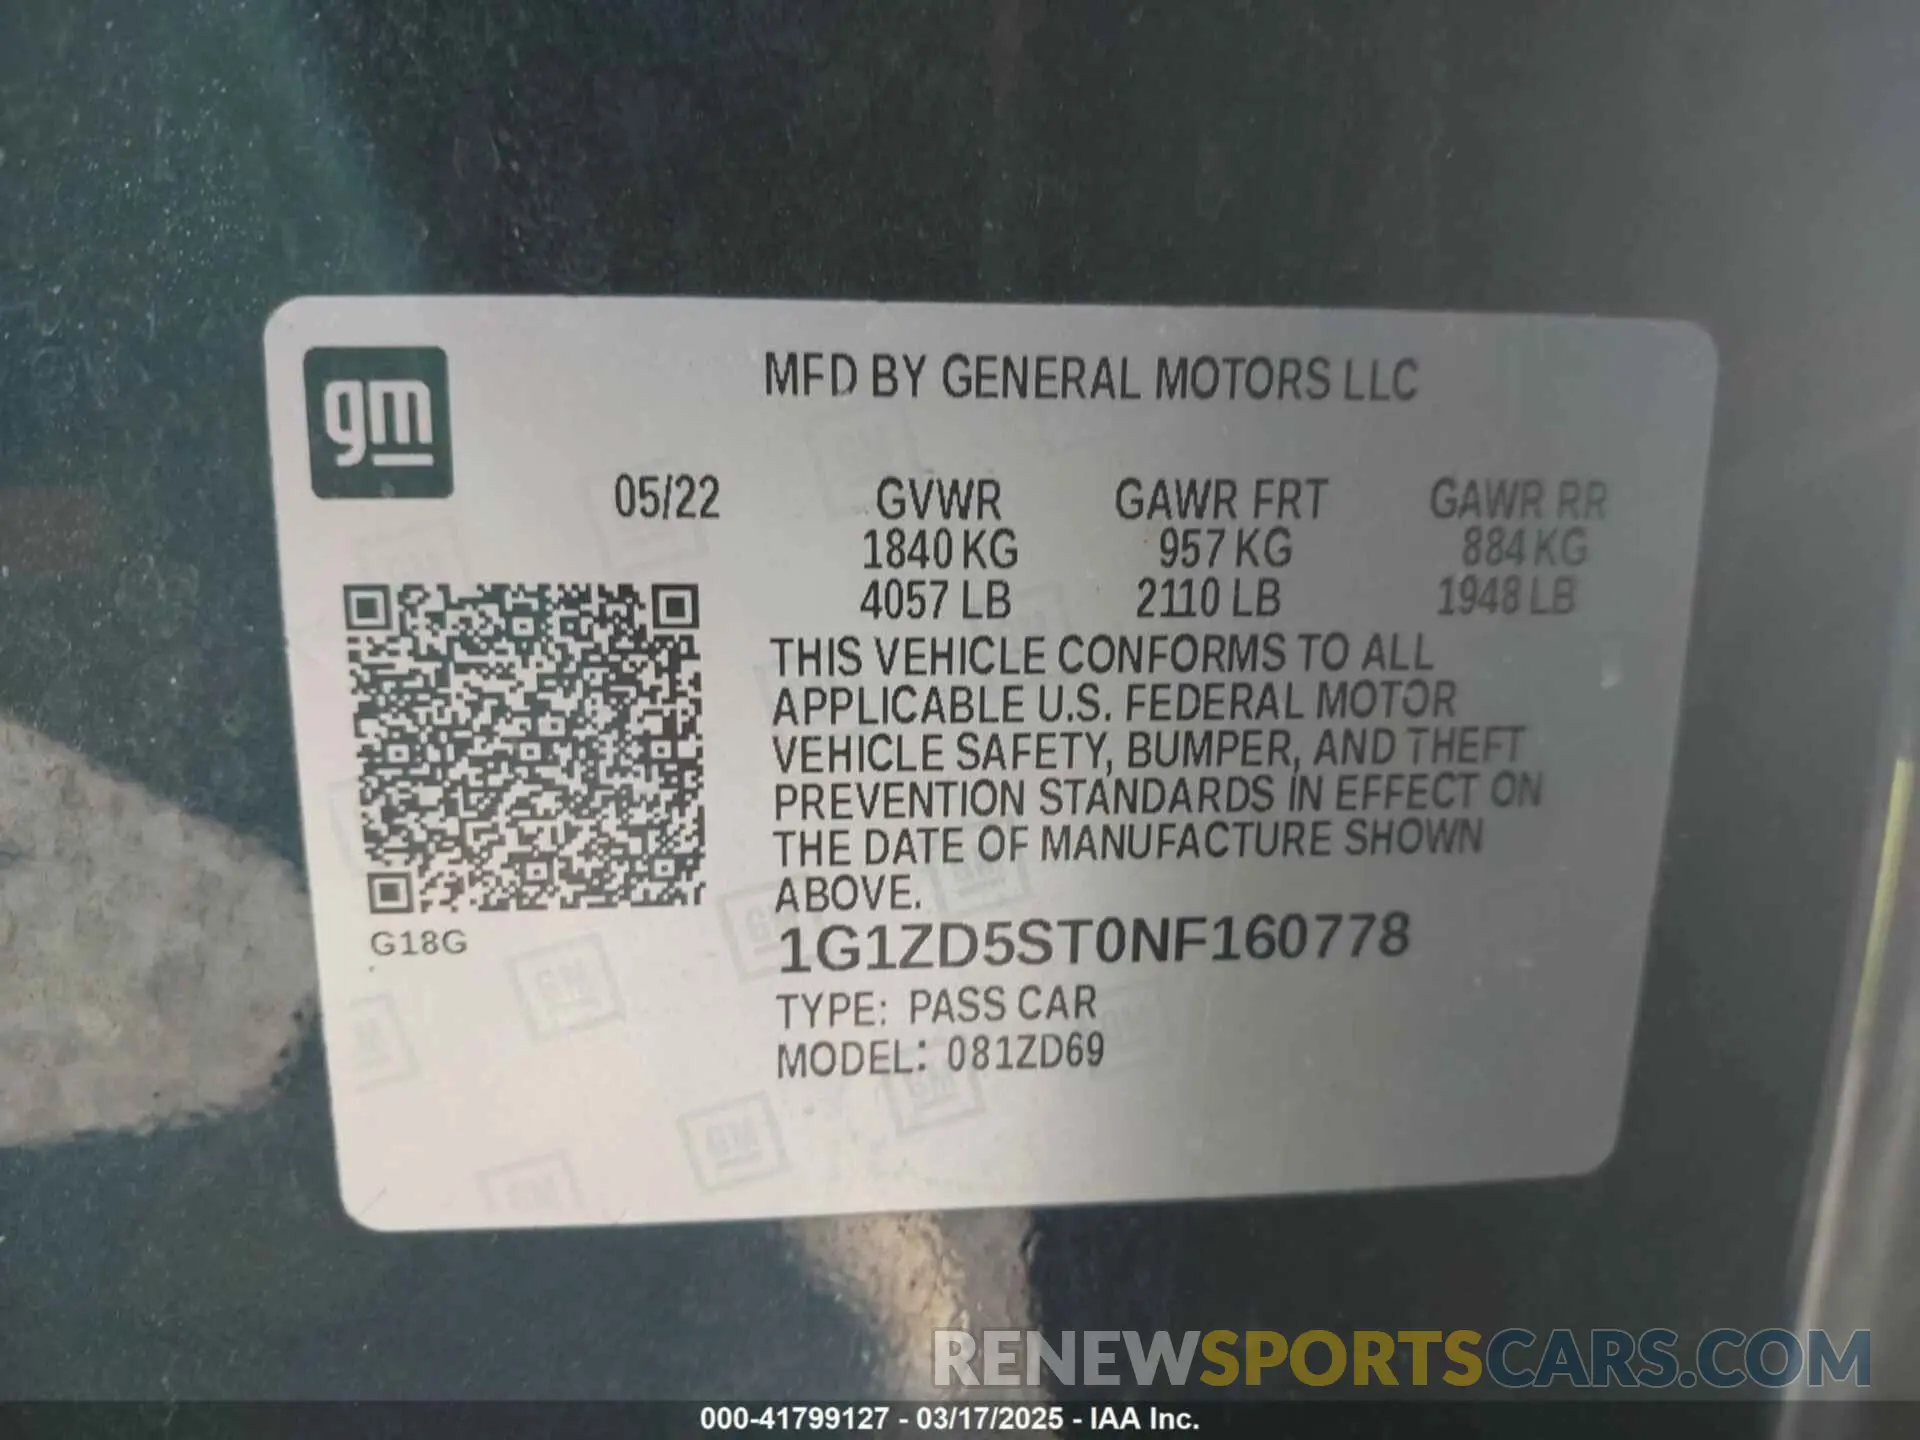 gm
MFD BY GENERAL MOTORS LLC
05/22 GVWR GAWR FRT GAWR RR
1840 KG 957 KG 884 KG
4057 LB 2110 LB 1948 LB
THIS VEHICLE CONFORMS TO ALL
APPLICABLE U.S. FEDERAL MOTOR
VEHICLE SAFETY, BUMPER, AND THEFT
PREVENTION STANDARDS IN EFFECT ON
THE DATE OF MANUFACTURE SHOWN
ABOVE.
G18G
1G1ZD5ST0NF160778
TYPE: PASS CAR
MODEL: 081ZD69
RENEWSPORTSCARS.COM
000-41799127 - 03/17/2025 - IAA Inc.